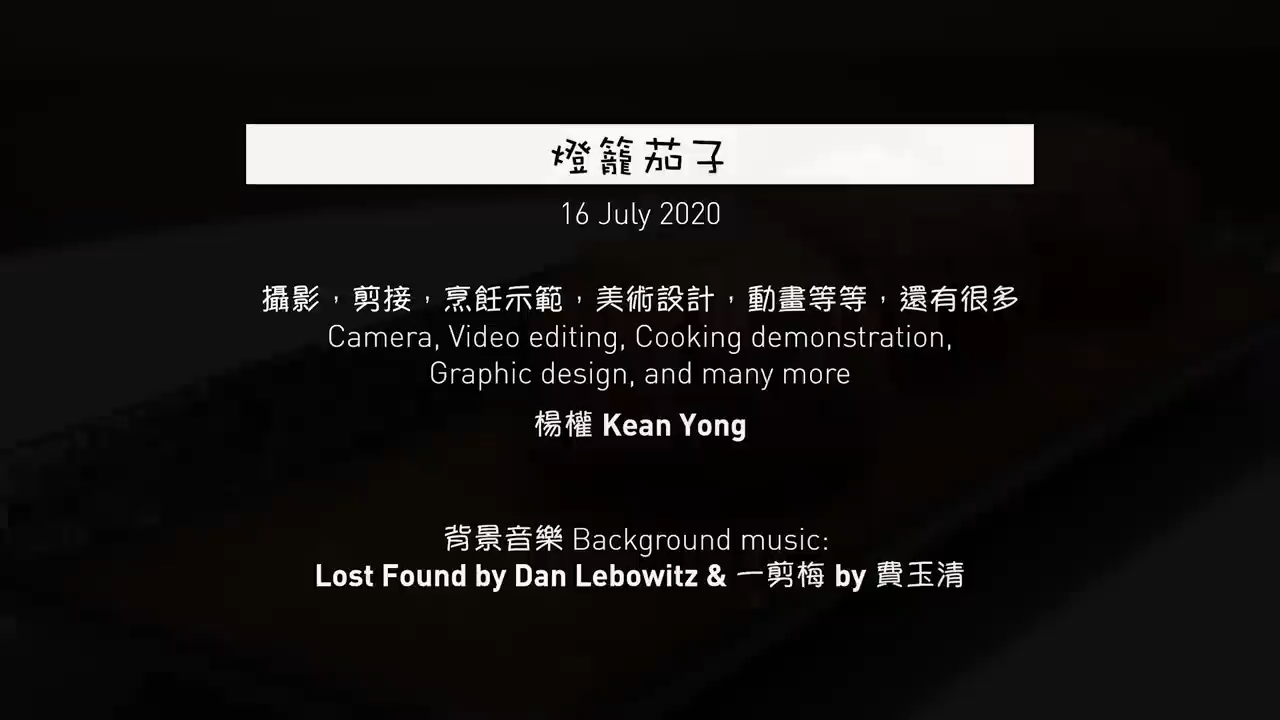 燈籠茄子
16 July 2020
攝影，剪接，烹飪示範，美術設計，動畫等等，還有很多
Camera, Video editing, Cooking demonstration,
Graphic design, and many more
楊權 Kean Yong
背景音樂 Background music:
Lost Found by Dan Lebowitz & 一剪梅 by 費玉清